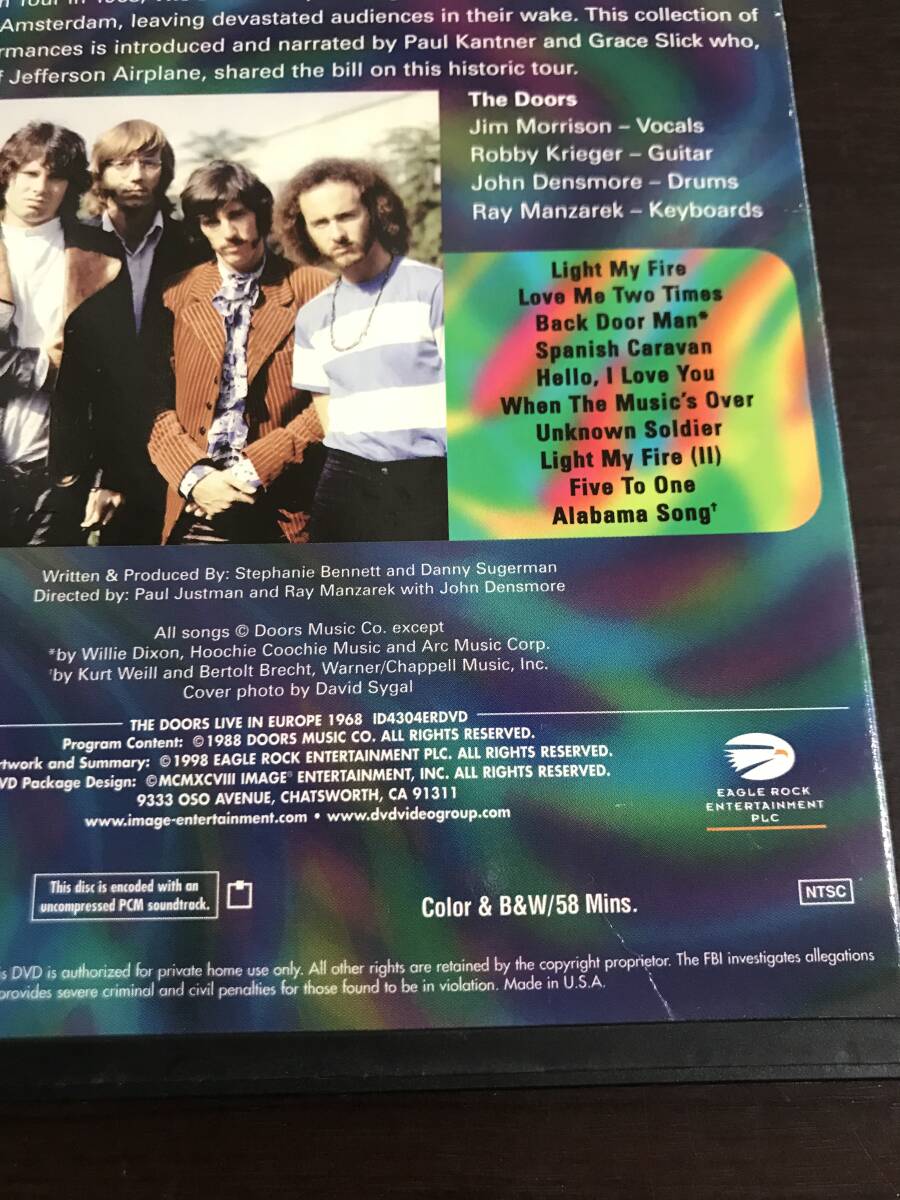 Amsterdam, leaving devastated audiences in their wake. This collection of
rmances is introduced and narrated by Paul Kantner and Grace Slick who,
f Jefferson Airplane, shared the bill on this historic tour.
The Doors
Jim Morrison – Vocals
Robby Krieger – Guitar
John Densmore – Drums
Ray Manzarek – Keyboards
Light My Fire
Love Me Two Times
Back Door Man*
Spanish Caravan
Hello, I Love You
When The Music's Over
Unknown Soldier
Light My Fire (II)
Five To One
Alabama Song†
Written & Produced By: Stephanie Bennett and Danny Sugerman
Directed by: Paul Justman and Ray Manzarek with John Densmore
All songs © Doors Music Co. except
*by Willie Dixon, Hoochie Coochie Music and Arc Music Corp.
†by Kurt Weill and Bertolt Brecht, Warner/Chappell Music, Inc.
Cover photo by David Sygal
THE DOORS LIVE IN EUROPE 1968 ID4304ERDVD
Program Content: ©1988 DOORS MUSIC CO. ALL RIGHTS RESERVED.
rtwork and Summary: ©1998 EAGLE ROCK ENTERTAINMENT PLC. ALL RIGHTS RESERVED.
VD Package Design: ©MCMXCVIII IMAGE® ENTERTAINMENT, INC. ALL RIGHTS RESERVED.
9333 OSO AVENUE, CHATSWORTH, CA 91311
www.image-entertainment.com • www.dvdvideogroup.com
EAGLE ROCK
ENTERTAINMENT
PLC
This disc is encoded with an
uncompressed PCM soundtrack.
Color & B&W/58 Mins.
NTSC
is DVD is authorized for private home use only. All other rights are retained by the copyright proprietor. The FBI investigates allegations
provides severe criminal and civil penalties for those found to be in violation. Made in U.S.A.